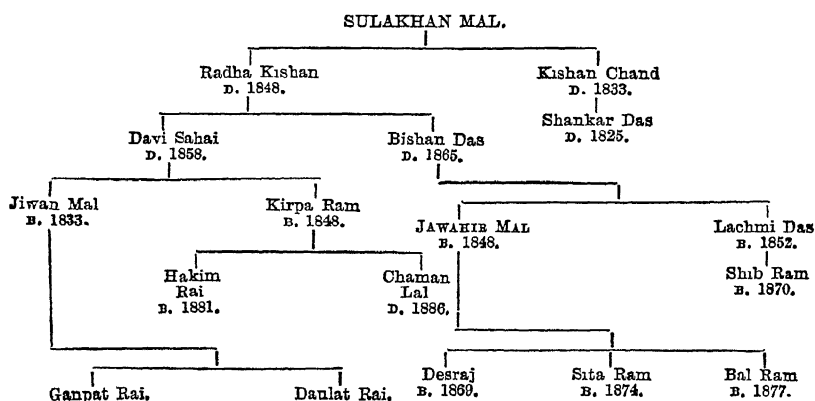 SULAKHAN MAL.
Radha Kishan
D. 1848.
Kishan Chand
D. 1833.
Shankar Das
D. 1825.
Davi Sahai
D. 1858.
Bishan Das
D. 1865.
Jiwan Mal
B. 1833.
Kirpa Ram
B. 1848.
JAWAHIR MAL
B. 1848.
Lachmi Das
B. 1852.
Shib Ram
B. 1870.
Hakim
Rai
B. 1881.
Chaman
Lal
D. 1886.
Ganpat Rai.
Daulat Rai.
Desraj
B. 1869.
Sita Ram
B. 1874.
Bal Ram
B. 1877.